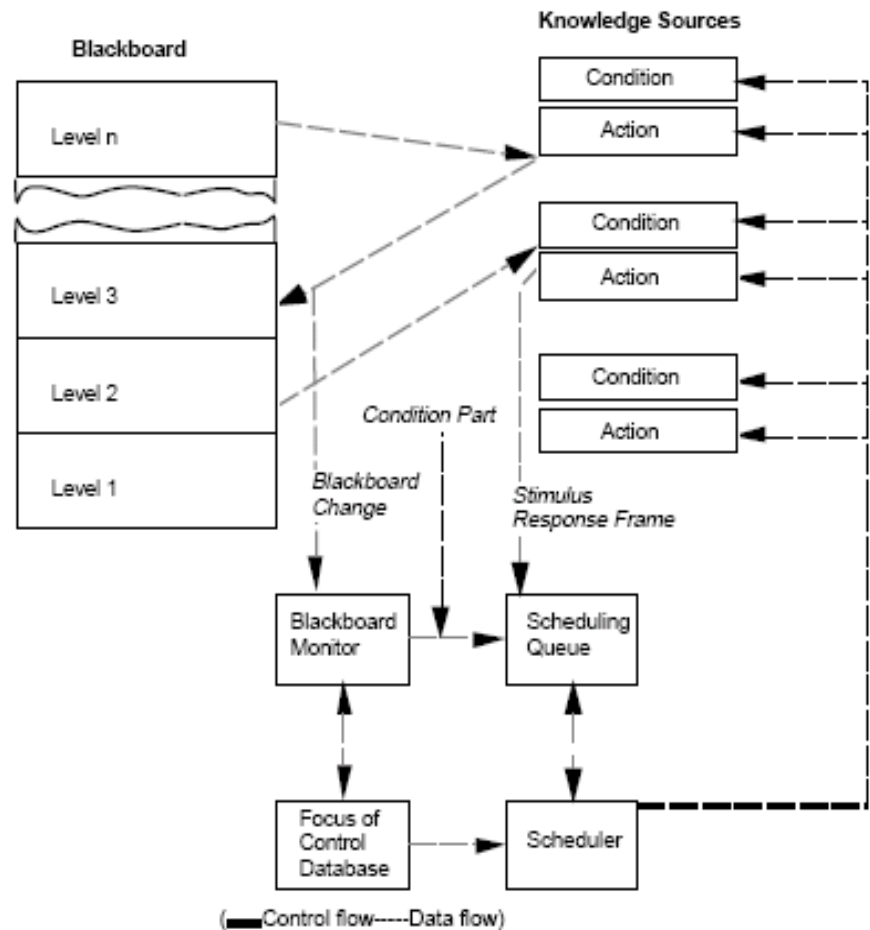 Knowledge Sources
Blackboard
Condition
Level n
Action
Condition
Level 3
Action
Level 2
Condition
Condition Part
Action
Level 1
Blackboard
Change
Stimulus
Response Frame
Blackboard
Monitor
Scheduling
Queue
Focus of
Control
Database
Scheduler
(Control flow-----Data flow)